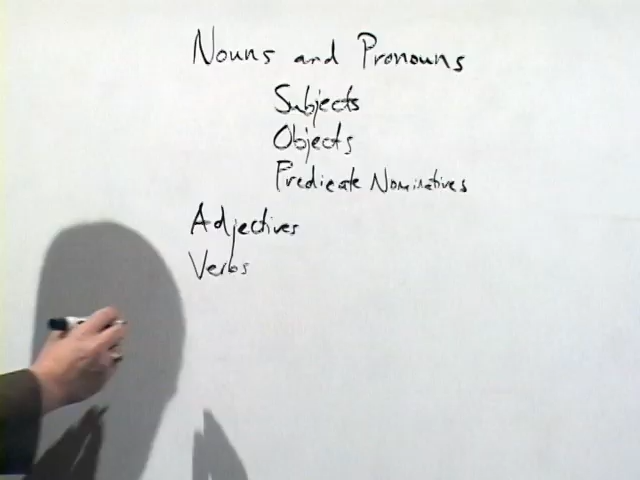 Nouns and Pronouns
Subjects
Objects
Predicate Nominatives
Adjectives
Verbs